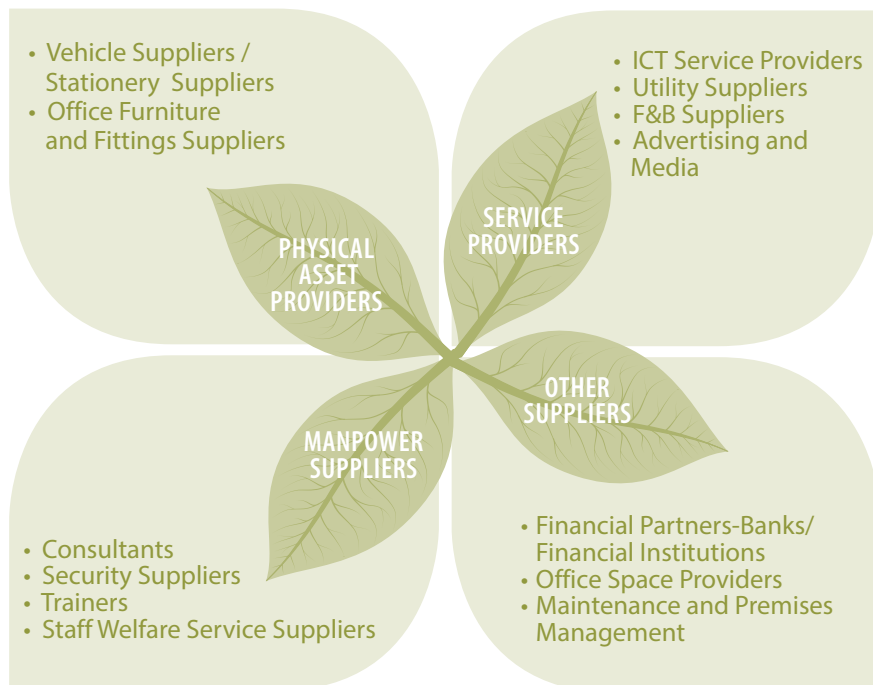 • Vehicle Suppliers /
Stationery Suppliers
• Office Furniture
and Fittings Suppliers
PHYSICAL
ASSET
PROVIDERS
• ICT Service Providers
• Utility Suppliers
• F&B Suppliers
• Advertising and
Media
SERVICE
PROVIDERS
MANPOWER
SUPPLIERS
• Consultants
• Security Suppliers
• Trainers
• Staff Welfare Service Suppliers
OTHER
SUPPLIERS
• Financial Partners-Banks/
Financial Institutions
• Office Space Providers
• Maintenance and Premises
Management